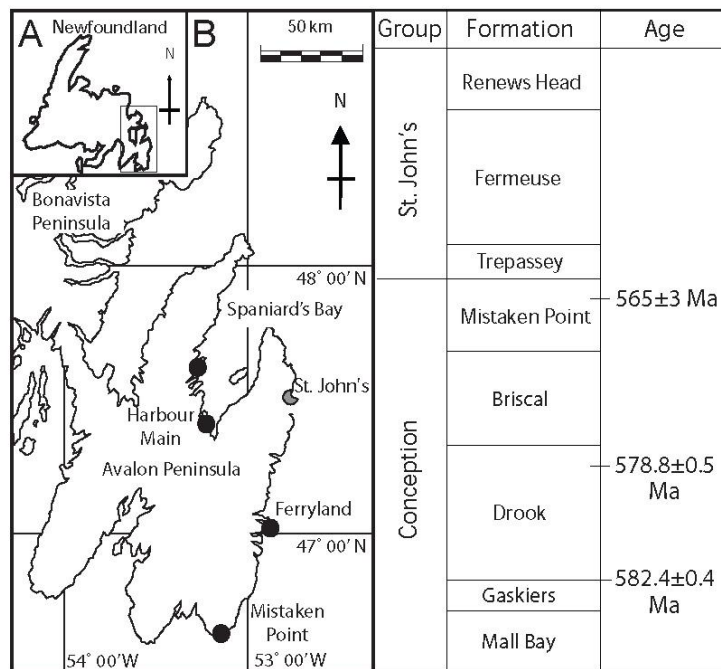 A
Newfoundland
N
B
50 km
N
Bonavista
Peninsula
48° 00'N
Spaniard's Bay
St. John's
Harbour
Main
Avalon Peninsula
Ferryland
47° 00'N
Mistaken
Point
54° 00'W
53° 00'W
Group
Formation
Age
St. John's
Renews Head
Fermeuse
Trepassey
Conception
Mistaken Point
565±3 Ma
Briscal
578.8±0.5
Ma
Drook
582.4±0.4
Ma
Gaskiers
Mall Bay